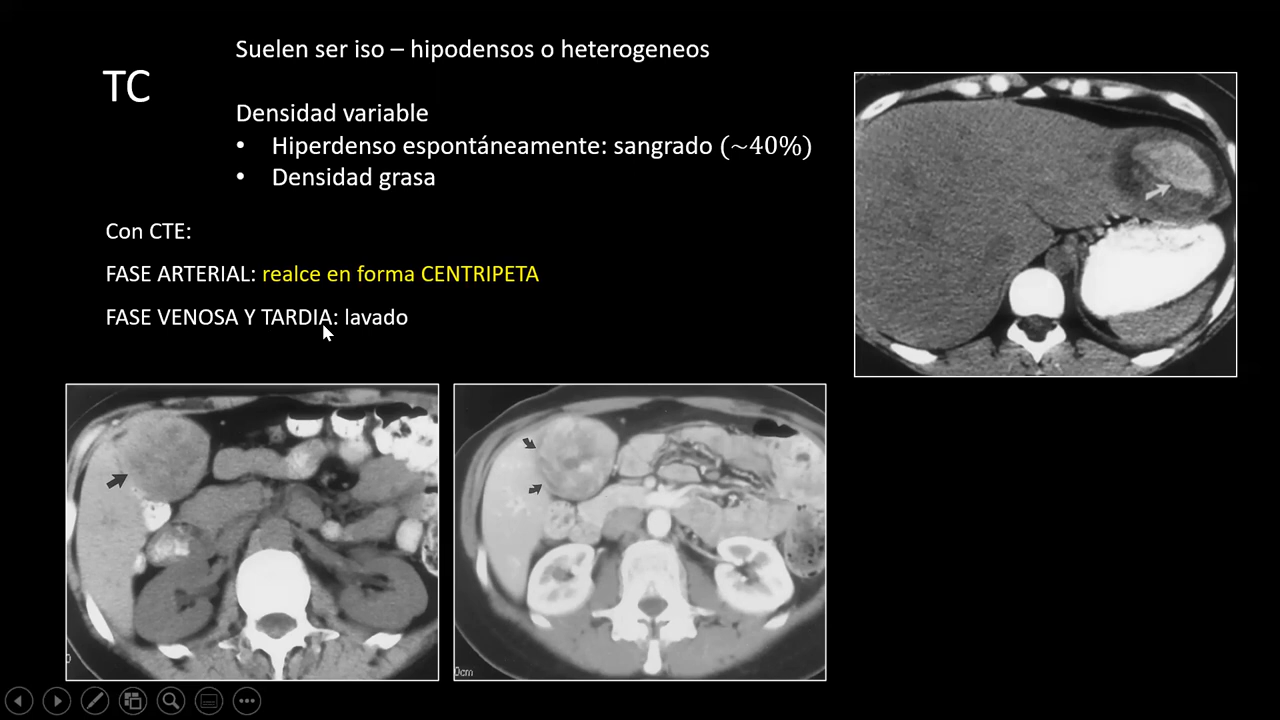 Suelen ser iso – hipodensos o heterogeneos
TC
Densidad variable
• Hiperdenso espontáneamente: sangrado (~40%)
• Densidad grasa
Con CTE:
FASE ARTERIAL: realce en forma CENTRIPETA
FASE VENOSA Y TARDIA: lavado
0cm